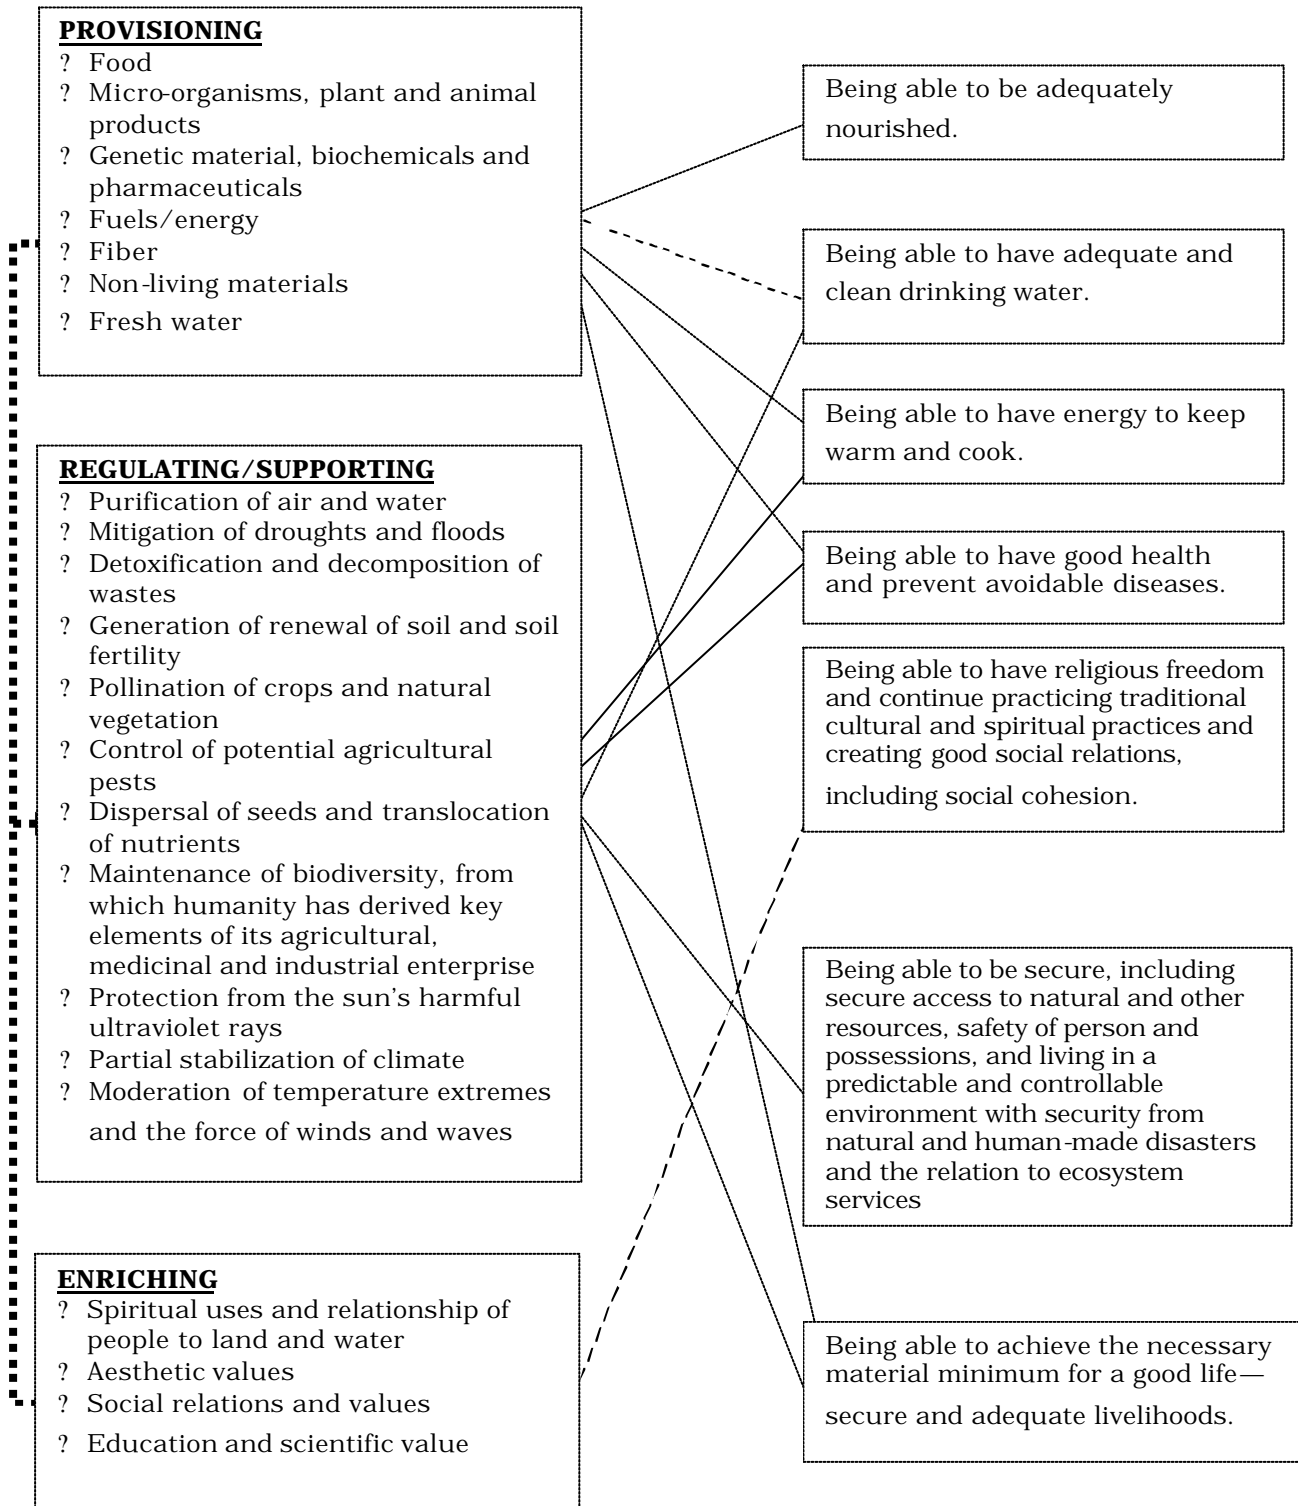 PROVISIONING
? Food
? Micro-organisms, plant and animal
products
? Genetic material, biochemicals and
pharmaceuticals
? Fuels/energy
? Fiber
? Non-living materials
? Fresh water
REGULATING/SUPPORTING
? Purification of air and water
? Mitigation of droughts and floods
? Detoxification and decomposition of
wastes
? Generation of renewal of soil and soil
fertility
? Pollination of crops and natural
vegetation
? Control of potential agricultural
pests
? Dispersal of seeds and translocation
of nutrients
? Maintenance of biodiversity, from
which humanity has derived key
elements of its agricultural,
medicinal and industrial enterprise
? Protection from the sun's harmful
ultraviolet rays
? Partial stabilization of climate
? Moderation of temperature extremes
and the force of winds and waves
ENRICHING
? Spiritual uses and relationship of
people to land and water
? Aesthetic values
? Social relations and values
? Education and scientific value
Being able to be adequately
nourished.
Being able to have adequate and
clean drinking water.
Being able to have energy to keep
warm and cook.
Being able to have good health
and prevent avoidable diseases.
Being able to have religious freedom
and continue practicing traditional
cultural and spiritual practices and
creating good social relations,
including social cohesion.
Being able to be secure, including
secure access to natural and other
resources, safety of person and
possessions, and living in a
predictable and controllable
environment with security from
natural and human-made disasters
and the relation to ecosystem
services
Being able to achieve the necessary
material minimum for a good life—
secure and adequate livelihoods.